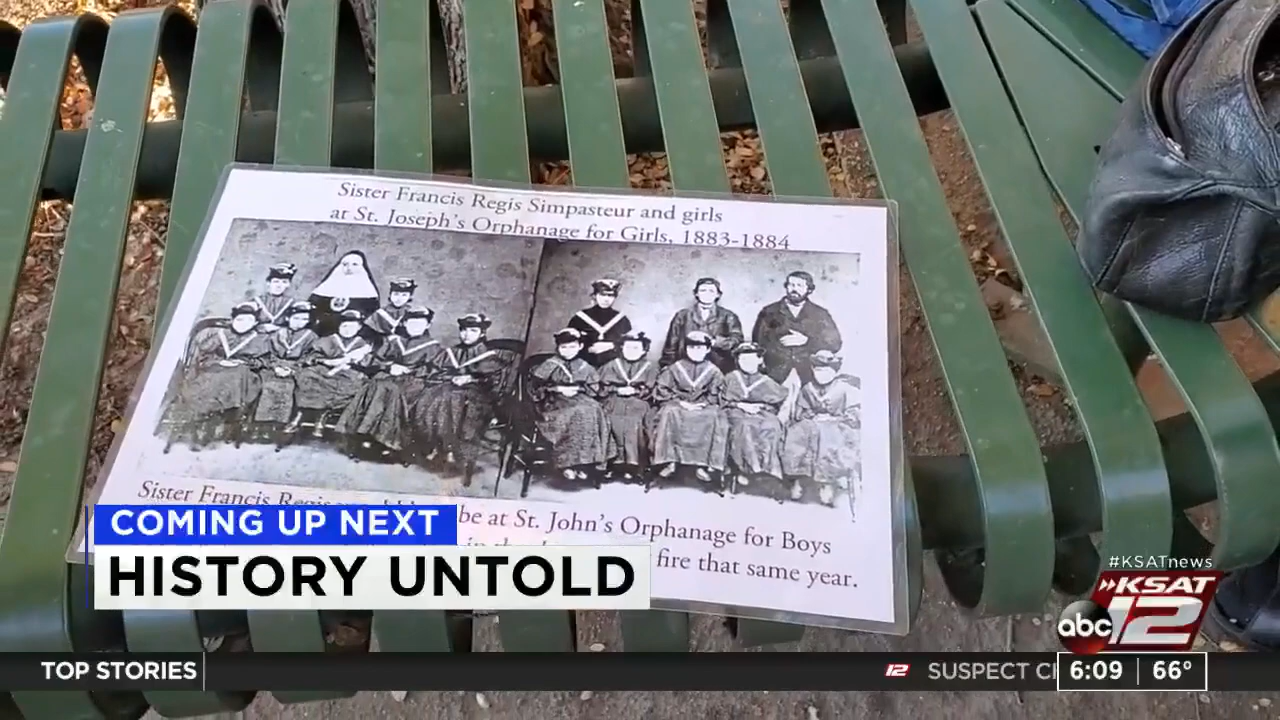 Sister Francis Regis Simpasteur and girls
at St. Joseph's Orphanage for Girls, 1883-1884
Sister Francis
be at St. John's Orphanage for Boys
fire that same year.
COMING UP NEXT
HISTORY UNTOLD
#KSATnews
KSAT
abc 12
TOP STORIES
12 SUSPECT
6:09 66°